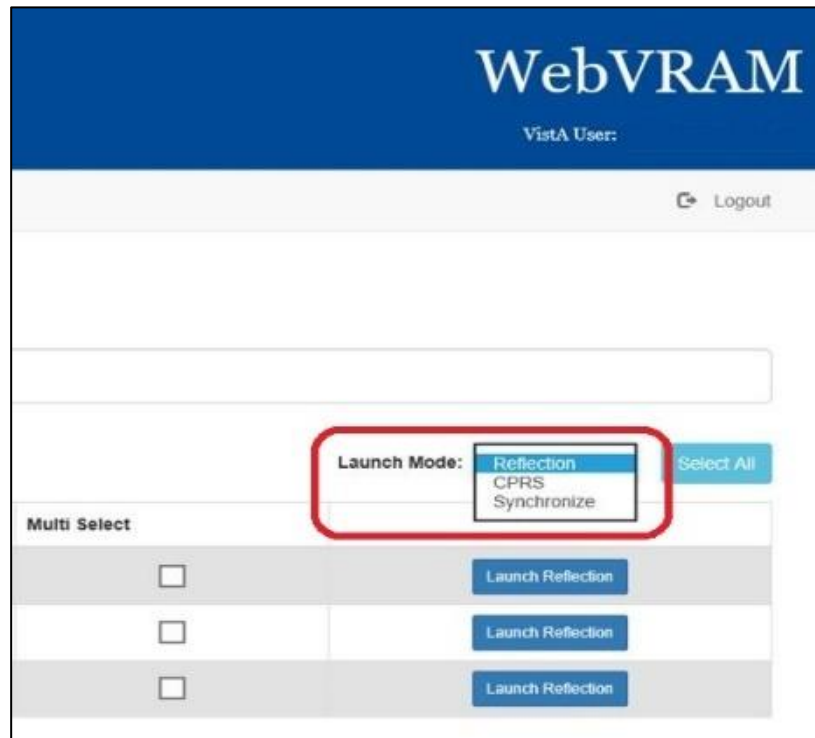 WebVRAM
VistA User:
Logout
Launch Mode:
Reflection
CPRS
Synchronize
Select All
Multi Select
Launch Reflection
Launch Reflection
Launch Reflection